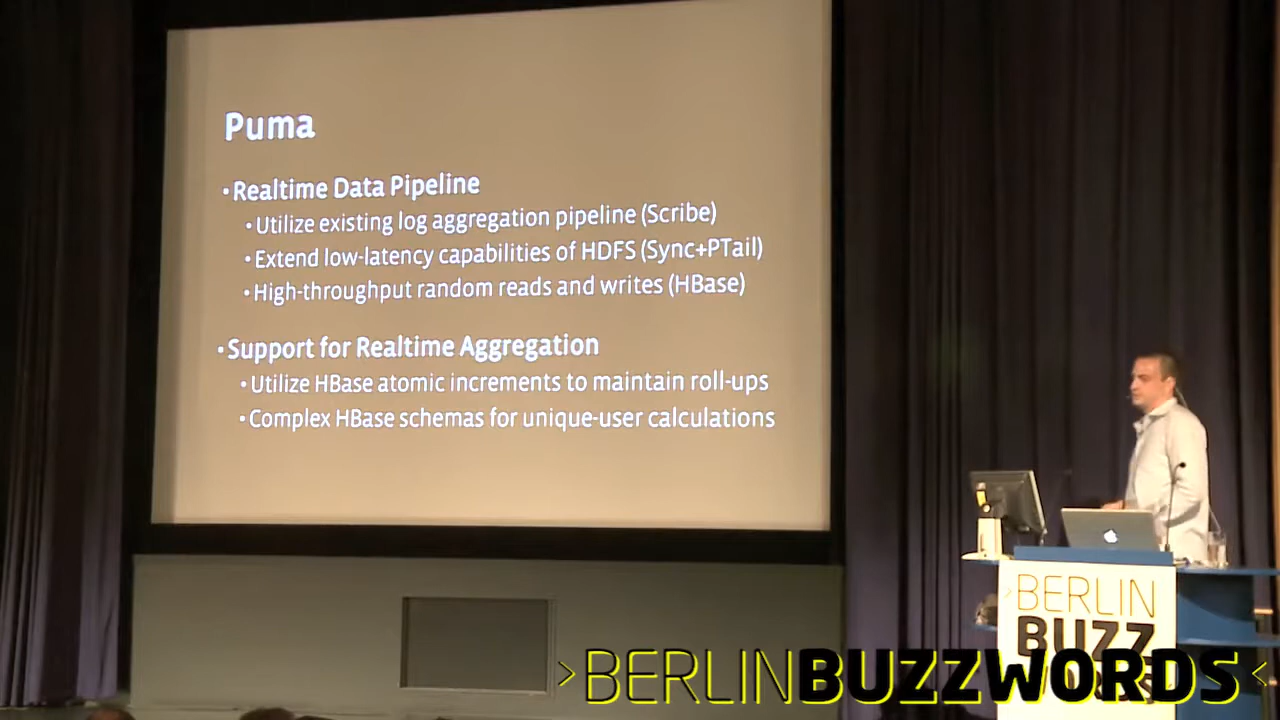 Puma
•Realtime Data Pipeline
•Utilize existing log aggregation pipeline (Scribe)
•Extend low-latency capabilities of HDFS (Sync+PTail)
•High-throughput random reads and writes (HBase)
•Support for Realtime Aggregation
•Utilize HBase atomic increments to maintain roll-ups
•Complex HBase schemas for unique-user calculations
>BERLIN
BUZZ
>BERLINBUZZWORDS<